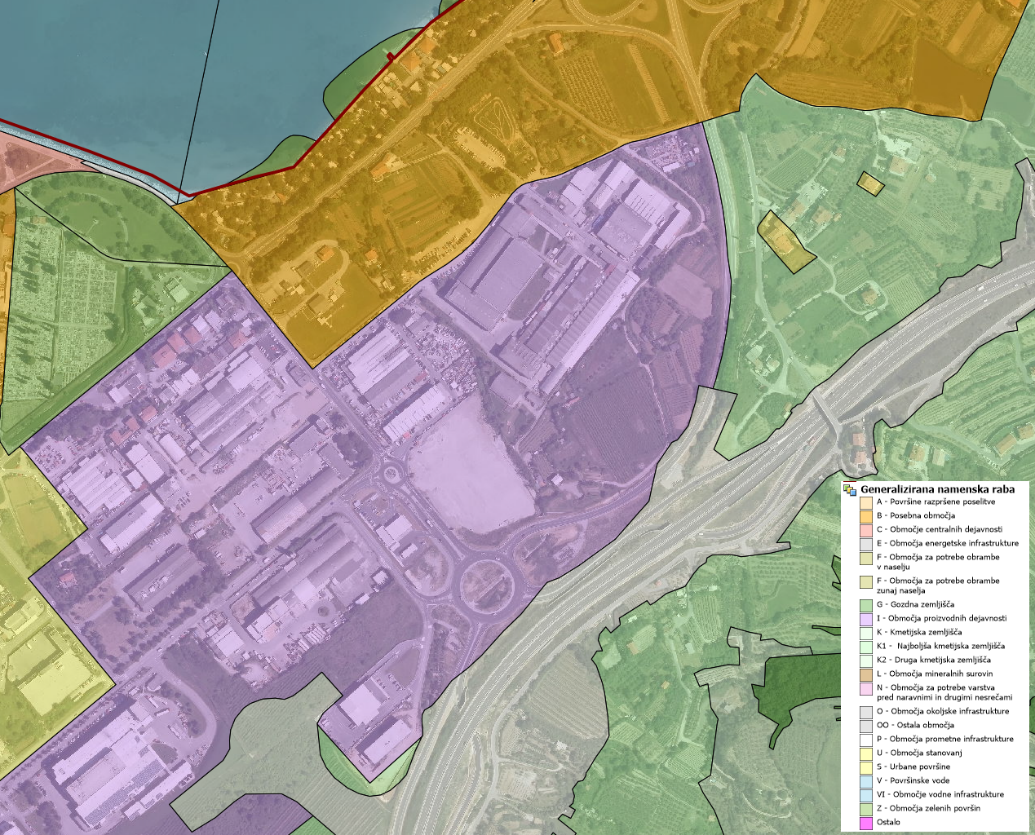 Generalizirana namenska raba
A - Površine razpršene poselitve
B - Posebna območja
C - Območje centralnih dejavnosti
E - Območja energetske infrastrukture
F - Območja za potrebe obrambe
v naselju
F - Območja za potrebe obrambe
zunaj naselja
G - Gozdna zemljišča
I - Območja proizvodnih dejavnosti
K - Kmetijska zemljišča
K1 - Najboljša kmetijska zemljišča
K2 - Druga kmetijska zemljišča
L - Območja mineralnih surovin
N - Območja za potrebe varstva
pred naravnimi in drugimi nesrečami
O - Območja okoljske infrastrukture
OO - Ostala območja
P - Območja prometne infrastrukture
U - Območja stanovanj
S - Urbane površine
V - Površinske vode
VI - Območje vodne infrastrukture
Z - Območja zelenih površin
Ostalo